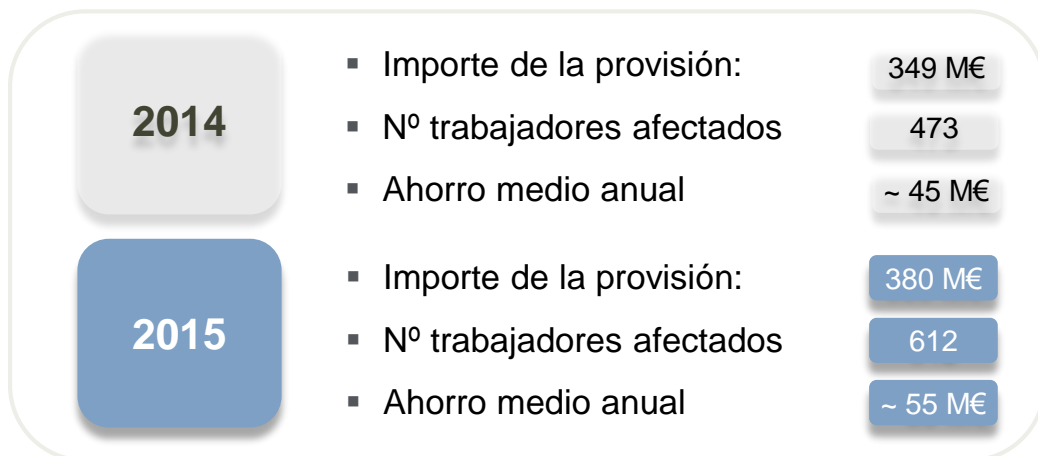 2014
▪ Importe de la provisión: 349 M€
▪ Nº trabajadores afectados 473
▪ Ahorro medio anual ~ 45 M€
2015
▪ Importe de la provisión: 380 M€
▪ Nº trabajadores afectados 612
▪ Ahorro medio anual ~ 55 M€